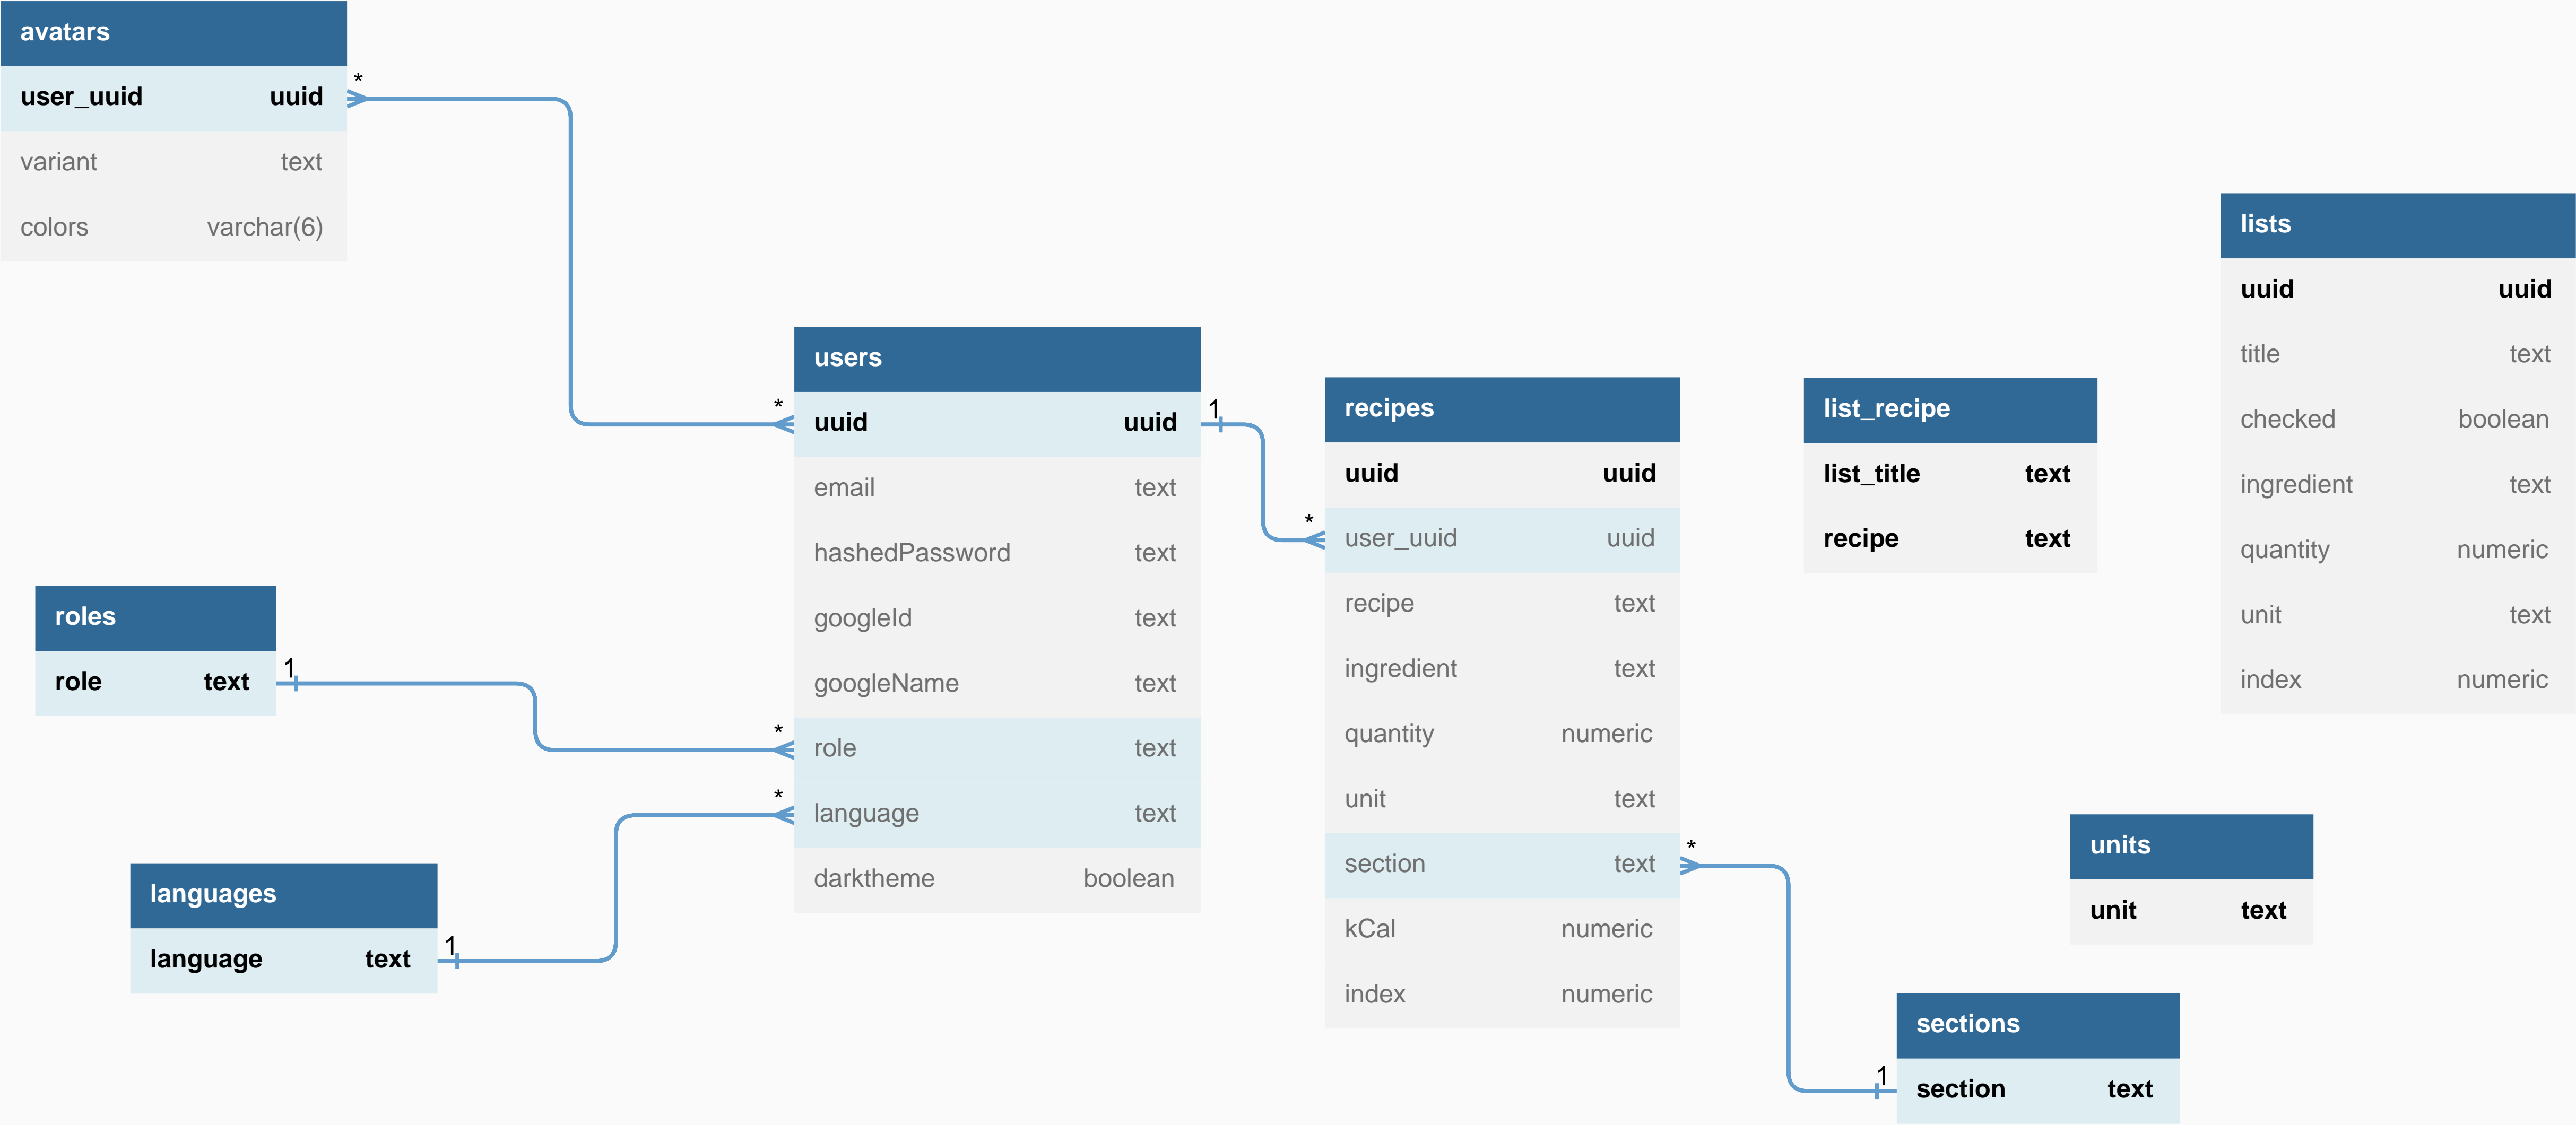 avatars
user_uuid uuid
variant text
colors varchar(6)
*
*
users
uuid uuid
email text
hashedPassword text
googleId text
googleName text
role text
language text
darktheme boolean
1
*
*
*
roles
role text
1
languages
language text
1
recipes
uuid uuid
user_uuid uuid
recipe text
ingredient text
quantity numeric
unit text
section text
kCal numeric
index numeric
*
list_recipe
list_title text
recipe text
lists
uuid uuid
title text
checked boolean
ingredient text
quantity numeric
unit text
index numeric
units
unit text
sections
section text
1